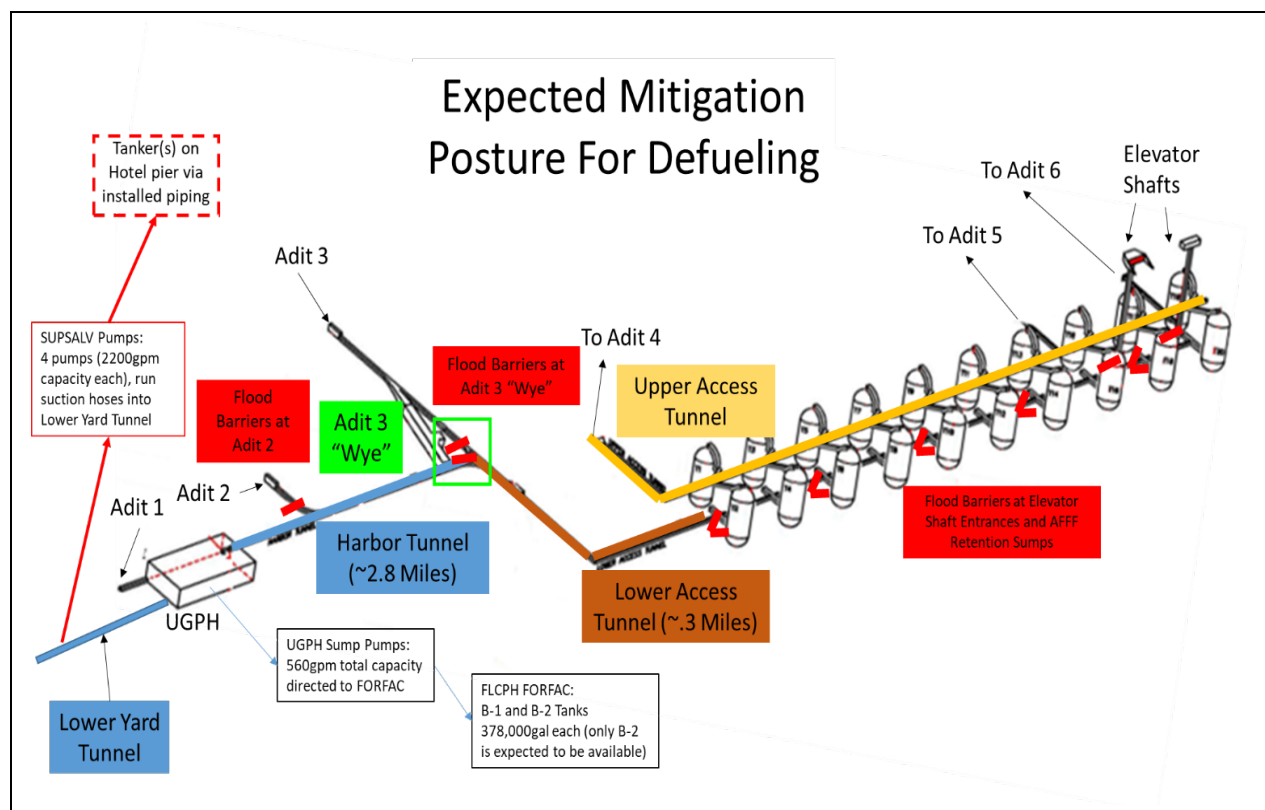 Expected Mitigation
Posture For Defueling
Tanker(s) on
Hotel pier via
installed piping
SUPSALV Pumps:
4 pumps (2200gpm
capacity each), run
suction hoses into
Lower Yard Tunnel
Adit 3
Flood
Barriers at
Adit 2
Adit 3
"Wye"
Flood Barriers at
Adit 3 "Wye"
To Adit 4
Upper Access
Tunnel
To Adit 5
To Adit 6
Elevator
Shafts
Adit 1
Adit 2
UGPH
HARBOR TUNNEL
Harbor Tunnel
(~2.8 Miles)
LOWER ACCESS TUNNEL
Lower Access
Tunnel (~.3 Miles)
Flood Barriers at Elevator
Shaft Entrances and AFFF
Retention Sumps
Lower Yard
Tunnel
UGPH Sump Pumps:
560gpm total capacity
directed to FORFAC
FLCPH FORFAC:
B-1 and B-2 Tanks
378,000gal each (only B-2
is expected to be available)